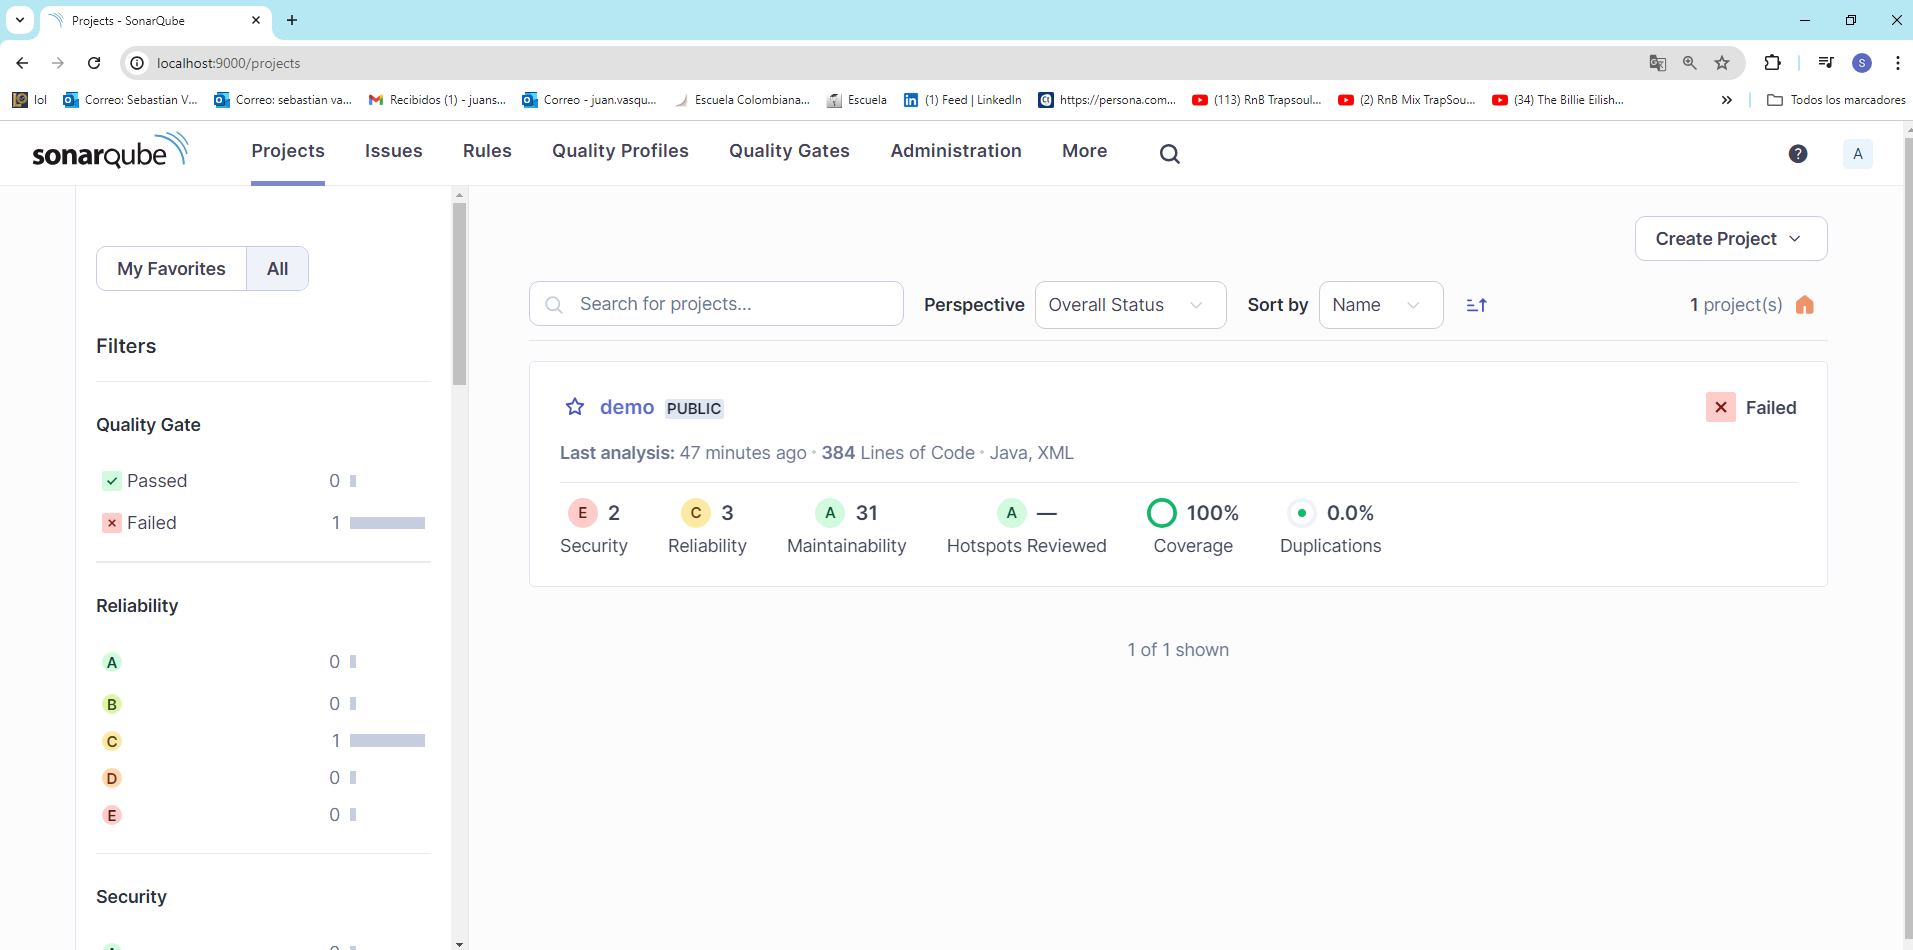 Projects - SonarQube
localhost:9000/projects
lol Correo: Sebastian V... Correo: sebastian va... Recibidos (1) - juans... Correo - juan.vasqu... Escuela Colombiana... Escuela (1) Feed | LinkedIn https://persona.com... (113) RnB Trapsoul... (2) RnB Mix TrapSou... (34) The Billie Eilish... » Todos los marcadores
sonarqube Projects Issues Rules Quality Profiles Quality Gates Administration More ? A
Create Project
My Favorites All
Search for projects... Perspective Overall Status Sort by Name 1 project(s)
Filters
Quality Gate
Passed 0
Failed 1
Reliability
A 0
B 0
C 1
D 0
E 0
Security
demo PUBLIC Failed
Last analysis: 47 minutes ago · 384 Lines of Code · Java, XML
E 2 C 3 A 31 A — 100% 0.0%
Security Reliability Maintainability Hotspots Reviewed Coverage Duplications
1 of 1 shown